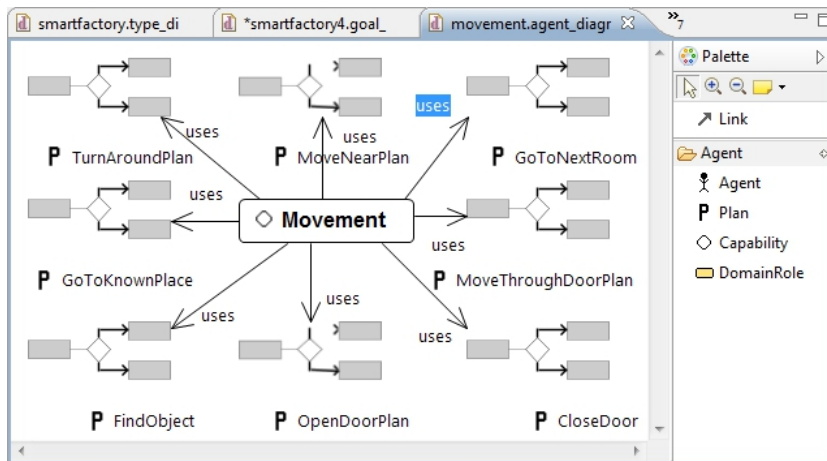 smartfactory.type_di
*smartfactory4.goal_
movement.agent_diagr
»7
Palette
Link
Agent
Agent
Plan
Capability
DomainRole
uses
uses
uses
P TurnAroundPlan
P MoveNearPlan
P GoToNextRoom
uses
Movement
uses
P GoToKnownPlace
P MoveThroughDoorPlan
uses
uses
uses
P FindObject
P OpenDoorPlan
P CloseDoor